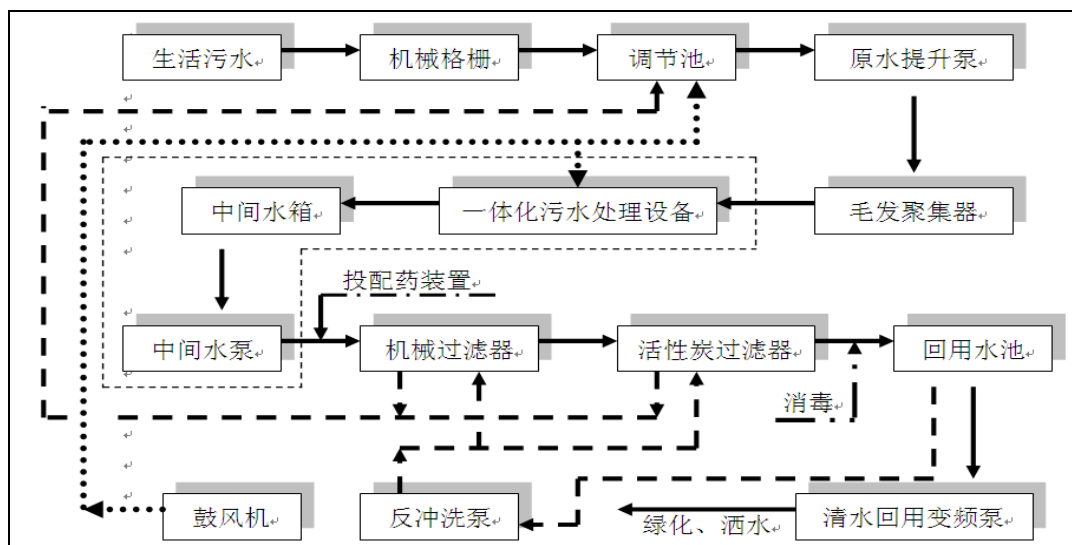 生活污水
机械格栅
调节池
原水提升泵
中间水箱
一体化污水处理设备
毛发聚集器
投配药装置
中间水泵
机械过滤器
活性炭过滤器
回用水池
消毒
鼓风机
反冲洗泵
绿化、洒水
清水回用变频泵